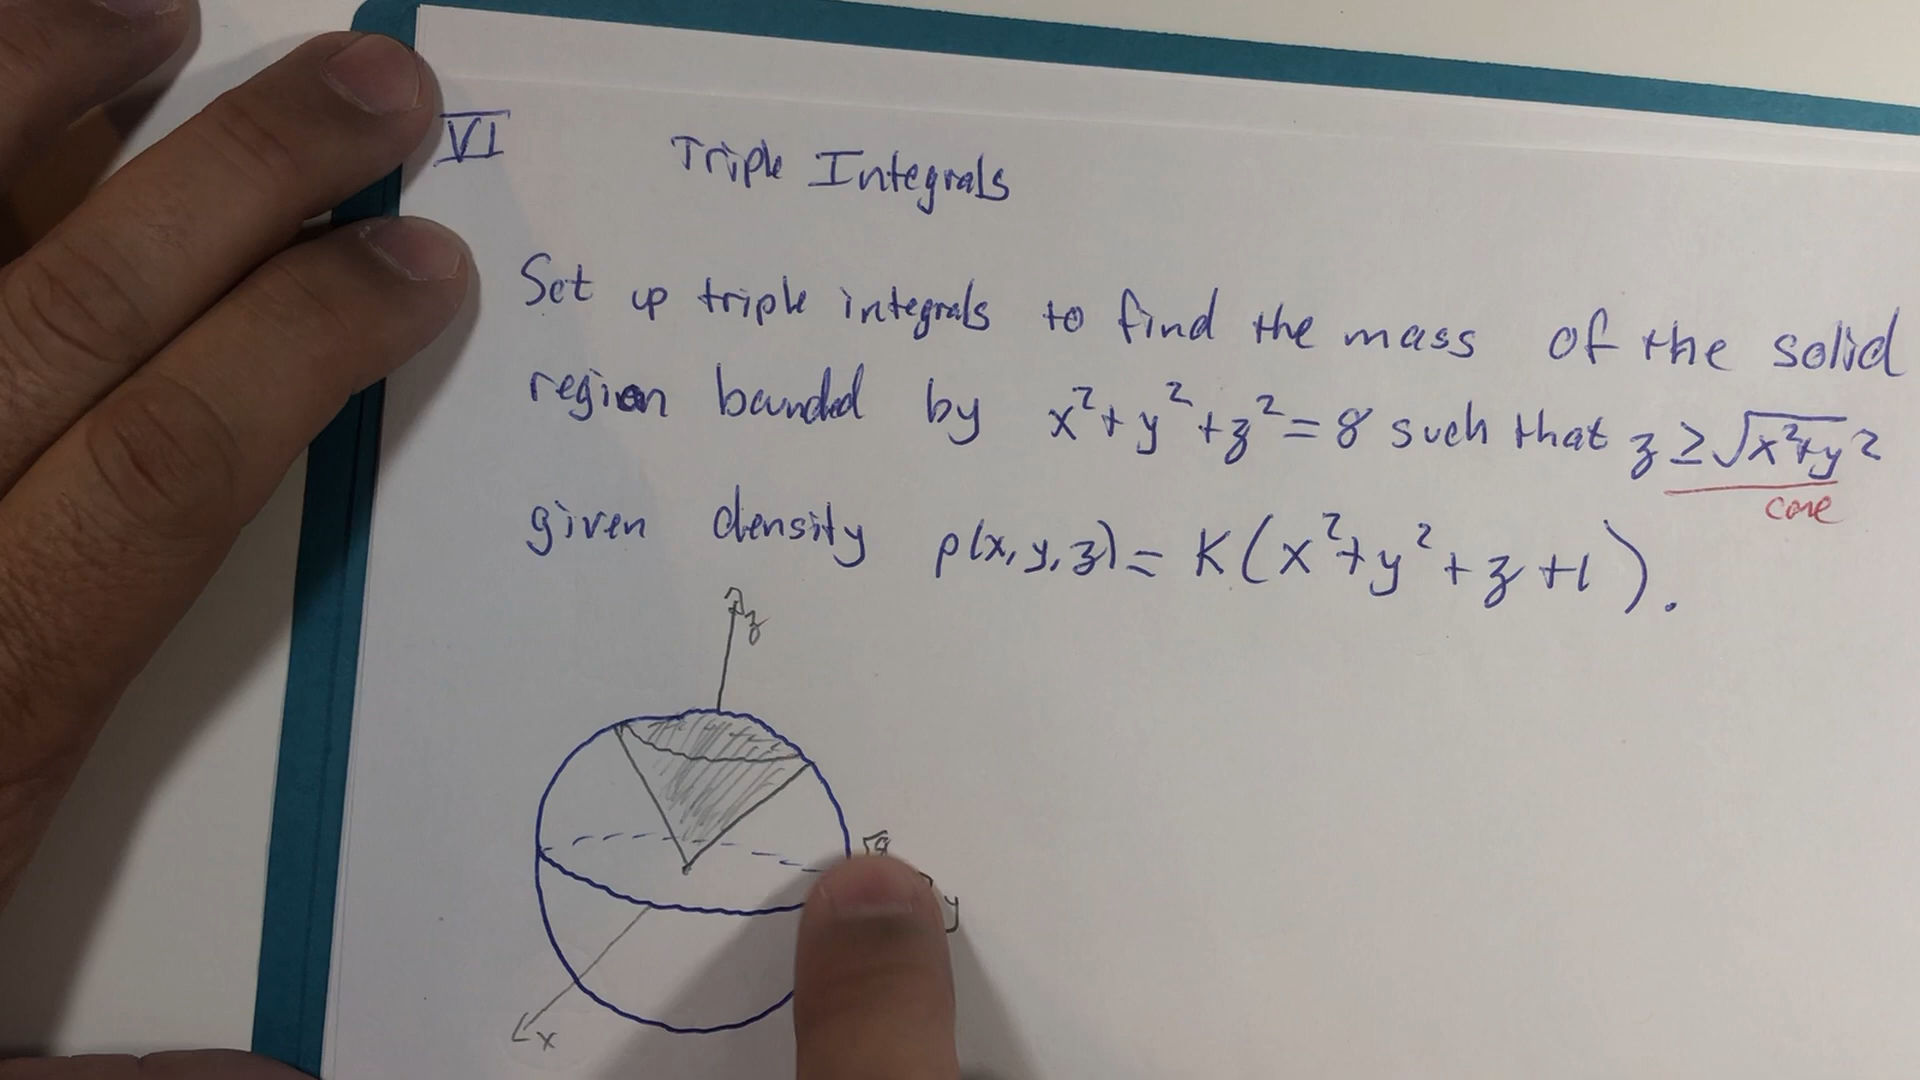 VI
Triple Integrals
Set up triple integrals to find the mass of the solid
region bounded by x²+y²+z²=8 such that z≥√x²+y²
cone
given density ρ(x,y,z)=K(x²+y²+z+1).
z
√8
y
x